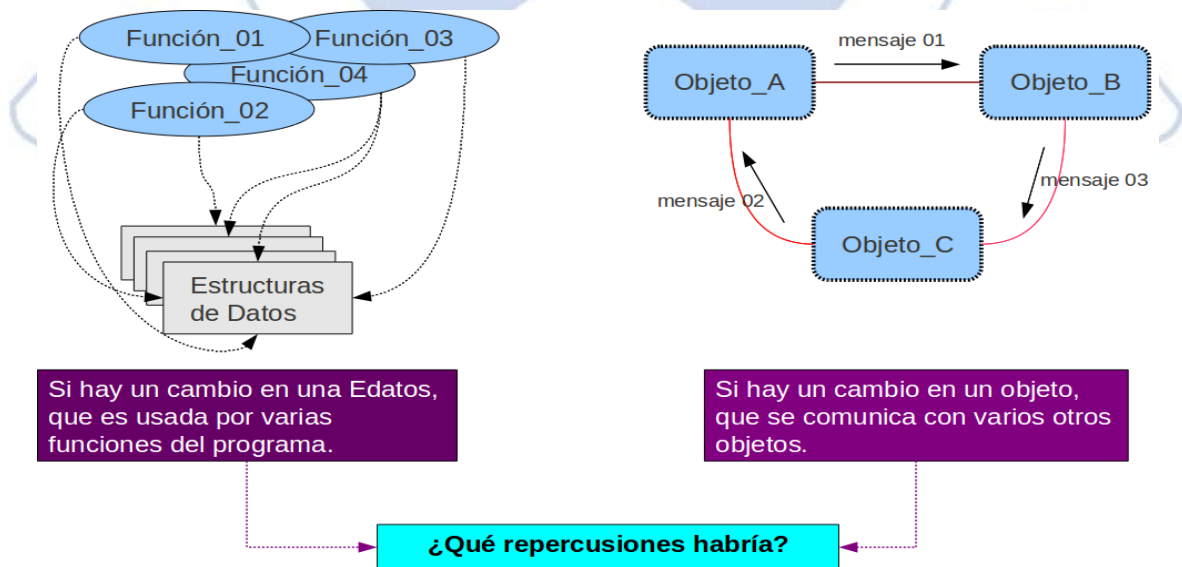 Función_01
Función_03
Función_04
Función_02
Estructuras
de Datos
mensaje 01
Objeto_A
Objeto_B
mensaje 03
mensaje 02
Objeto_C
Si hay un cambio en una Edatos,
que es usada por varias
funciones del programa.
Si hay un cambio en un objeto,
que se comunica con varios otros
objetos.
¿Qué repercusiones habría?